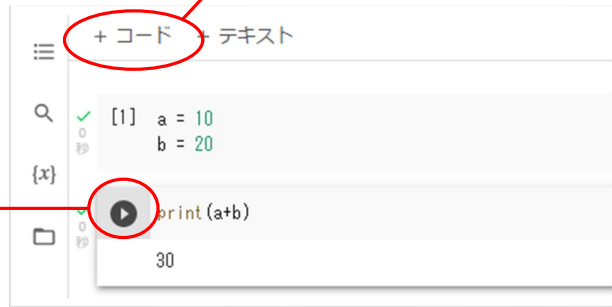 + コード + テキスト
[1] a = 10
0
秒 b = 20
{x}
print(a+b)
0
秒
30